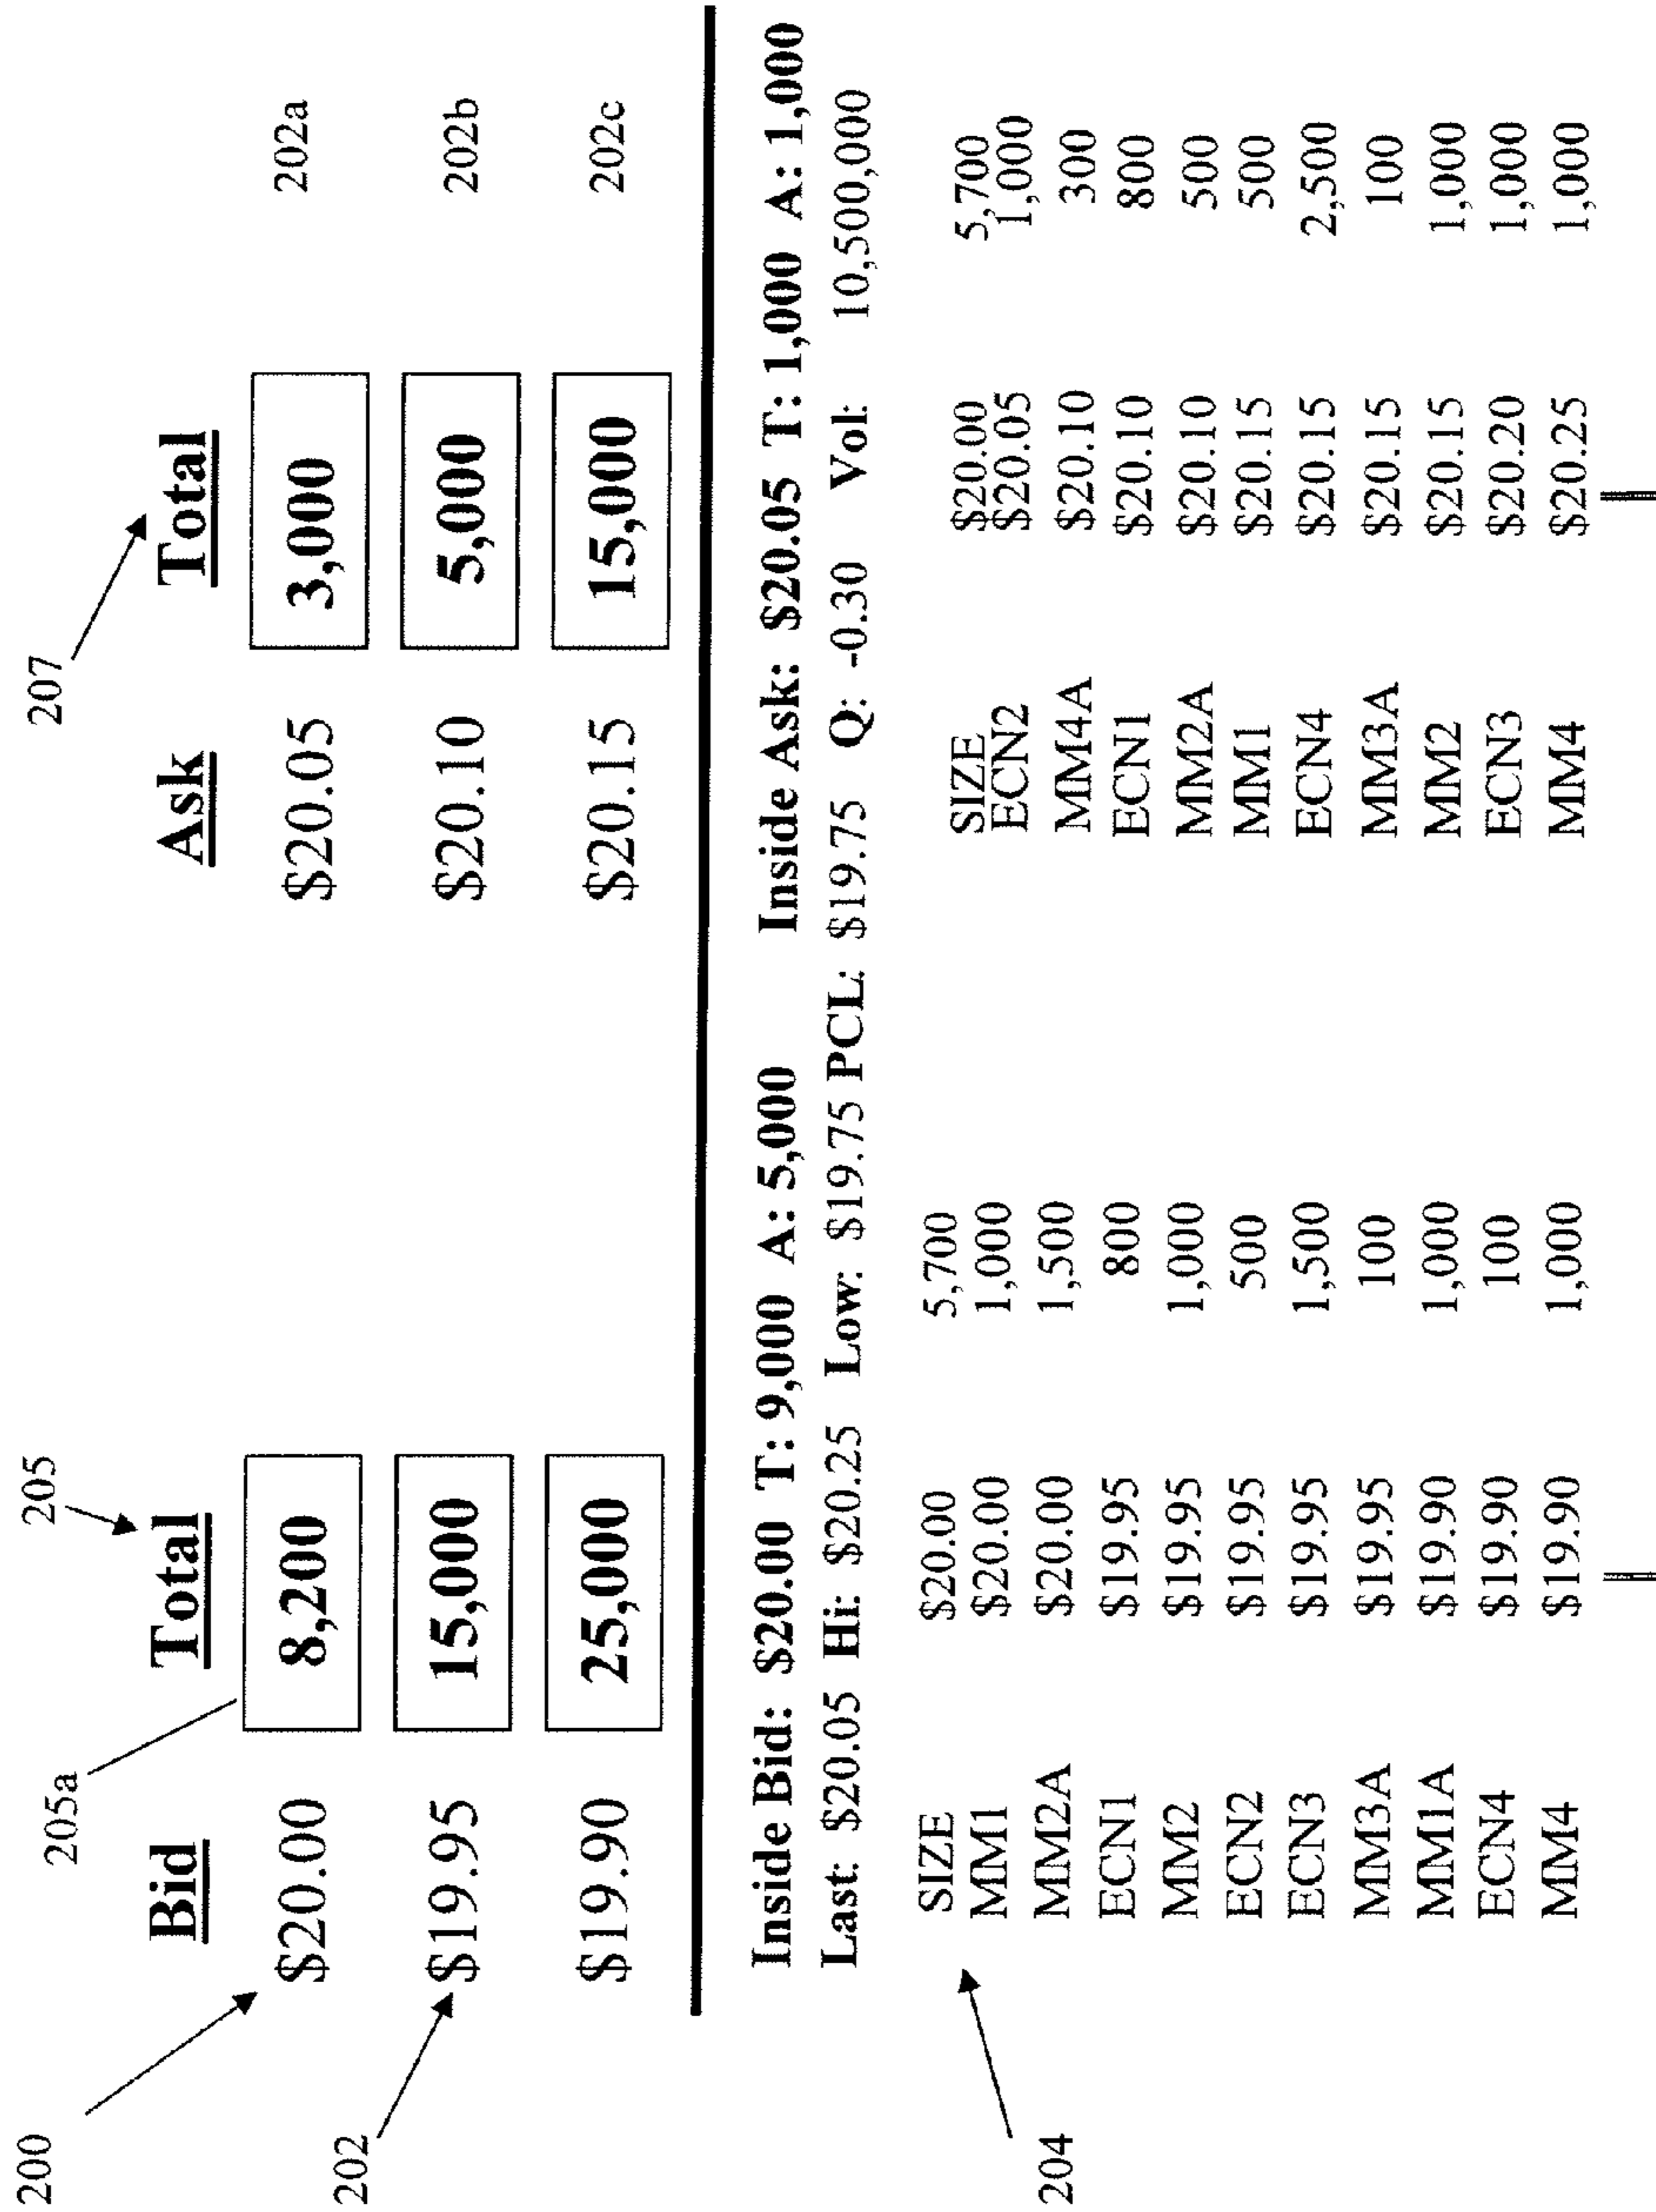 205 207
Bid Total Ask Total
200 205a
$20.00 8,200 $20.05 3,000 202a
202
$19.95 15,000 $20.10 5,000 202b
$19.90 25,000 $20.15 15,000 202c
Inside Bid: $20.00 T: 9,000 A: 5,000 Inside Ask: $20.05 T: 1,000 A: 1,000
Last: $20.05 Hi: $20.25 Low: $19.75 PCL: $19.75 Q: -0.30 Vol: 10,500,000
204
SIZE $20.00 5,700 SIZE $20.00 5,700
MM1 $20.00 1,000 ECN2 $20.05 1,000
MM2A $20.00 1,500 MM4A $20.10 300
ECN1 $19.95 800 ECN1 $20.10 800
MM2 $19.95 1,000 MM2A $20.10 500
ECN2 $19.95 500 MM1 $20.15 500
ECN3 $19.95 1,500 ECN4 $20.15 2,500
MM3A $19.95 100 MM3A $20.15 100
MM1A $19.90 1,000 MM2 $20.15 1,000
ECN4 $19.90 100 ECN3 $20.20 1,000
MM4 $19.90 1,000 MM4 $20.25 1,000